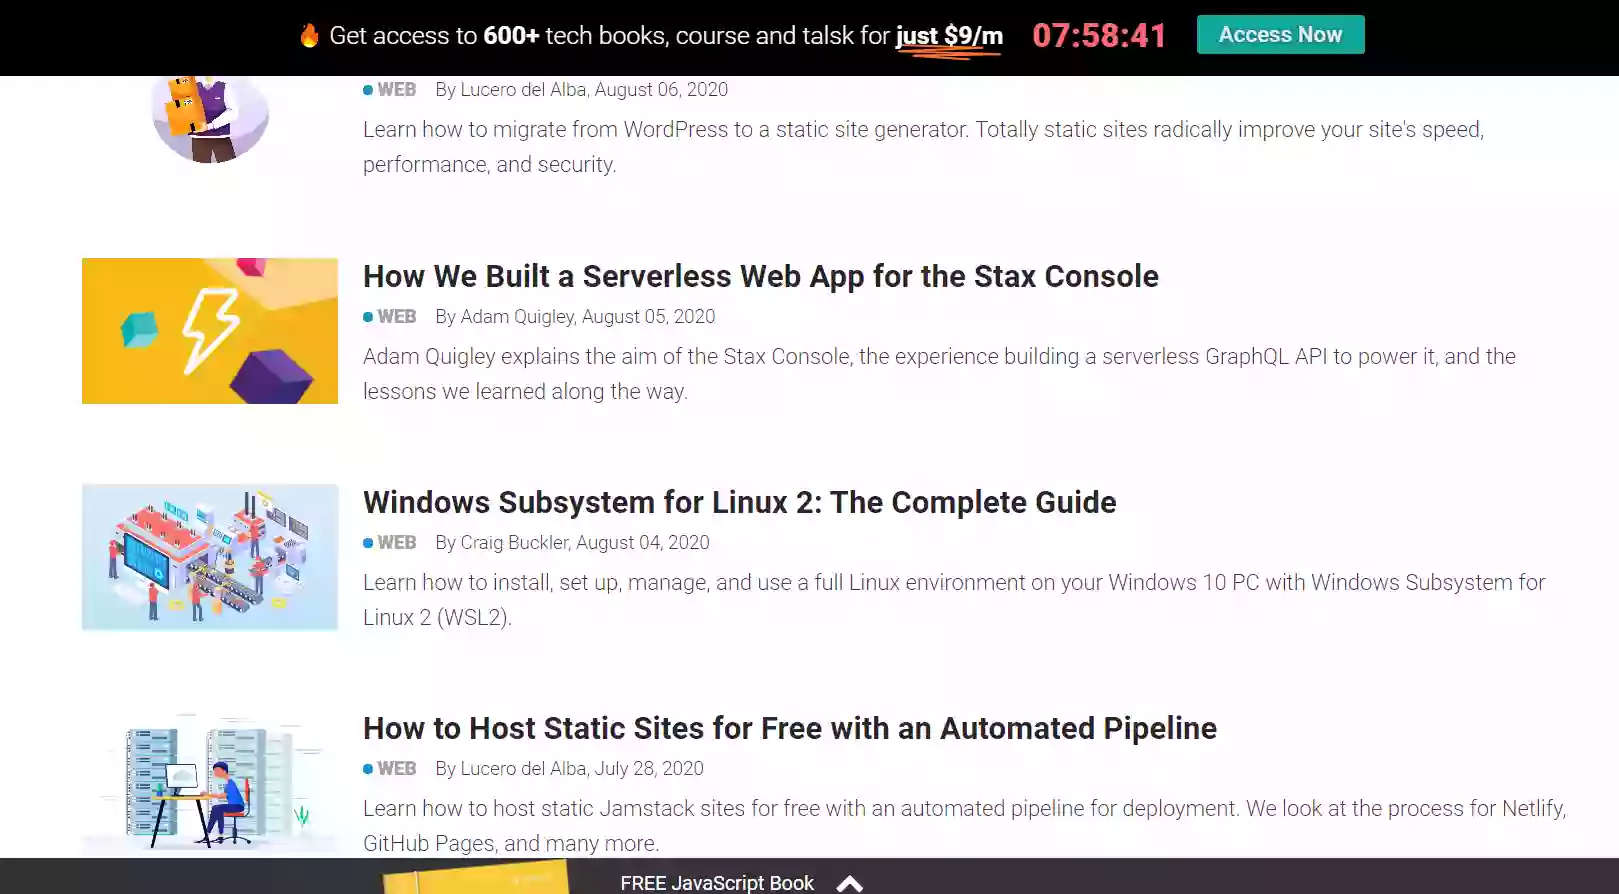 Get access to 600+ tech books, course and talsk for just $9/m 07:58:41 Access Now
WEB By Lucero del Alba, August 06, 2020
Learn how to migrate from WordPress to a static site generator. Totally static sites radically improve your site's speed,
performance, and security.
How We Built a Serverless Web App for the Stax Console
WEB By Adam Quigley, August 05, 2020
Adam Quigley explains the aim of the Stax Console, the experience building a serverless GraphQL API to power it, and the
lessons we learned along the way.
Windows Subsystem for Linux 2: The Complete Guide
WEB By Craig Buckler, August 04, 2020
Learn how to install, set up, manage, and use a full Linux environment on your Windows 10 PC with Windows Subsystem for
Linux 2 (WSL2).
How to Host Static Sites for Free with an Automated Pipeline
WEB By Lucero del Alba, July 28, 2020
Learn how to host static Jamstack sites for free with an automated pipeline for deployment. We look at the process for Netlify,
GitHub Pages, and many more.
FREE JavaScript Book